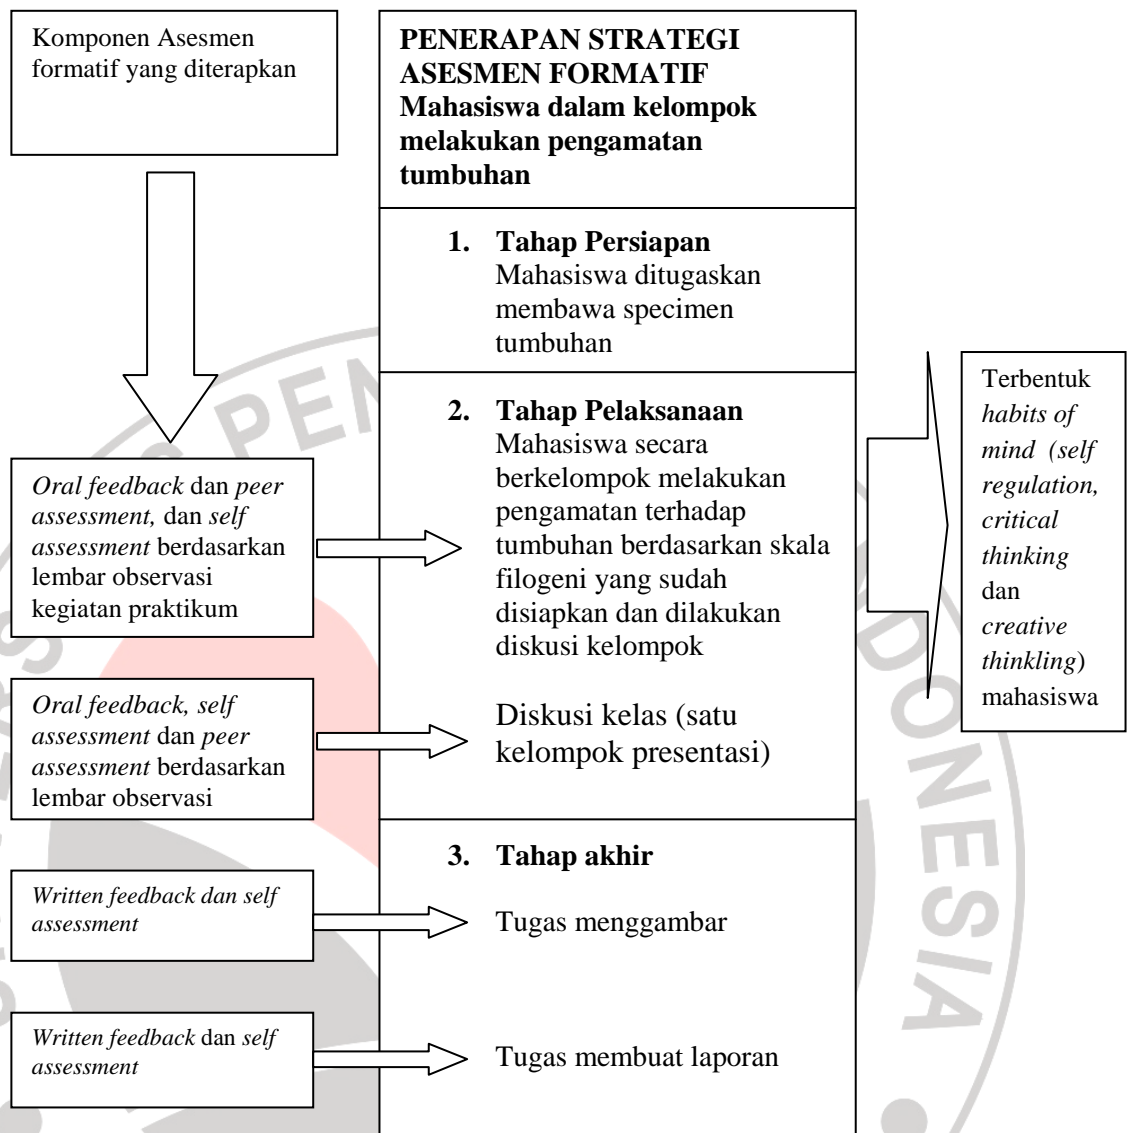 Komponen Asesmen
formatif yang diterapkan
PENERAPAN STRATEGI
ASESMEN FORMATIF
Mahasiswa dalam kelompok
melakukan pengamatan
tumbuhan
1. Tahap Persiapan
Mahasiswa ditugaskan
membawa specimen
tumbuhan
2. Tahap Pelaksanaan
Mahasiswa secara
berkelompok melakukan
pengamatan terhadap
tumbuhan berdasarkan skala
filogeni yang sudah
disiapkan dan dilakukan
diskusi kelompok
Oral feedback dan peer
assessment, dan self
assessment berdasarkan
lembar observasi
kegiatan praktikum
Diskusi kelas (satu
kelompok presentasi)
Oral feedback, self
assessment dan peer
assessment berdasarkan
lembar observasi
3. Tahap akhir
Written feedback dan self
assessment
Tugas menggambar
Written feedback dan self
assessment
Tugas membuat laporan
Terbentuk
habits of
mind (self
regulation,
critical
thinking
dan
creative
thinkling)
mahasiswa